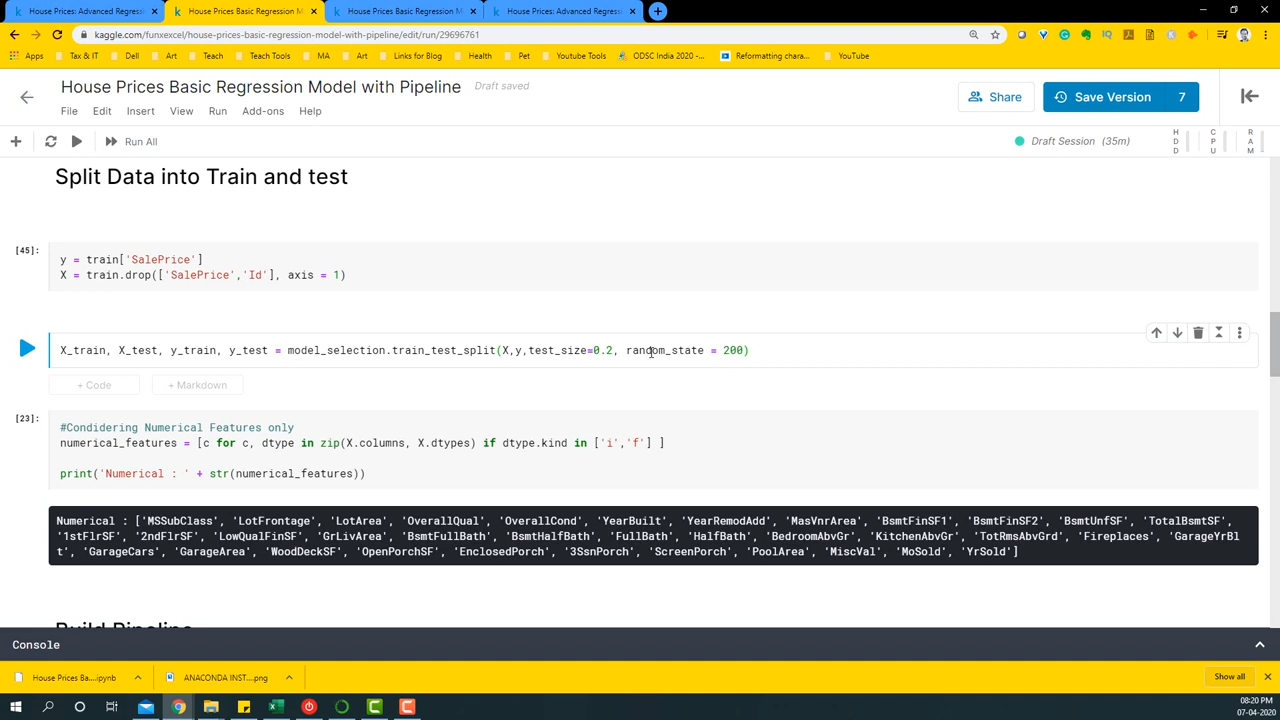 House Prices: Advanced Regressi
House Prices Basic Regression M
House Prices Basic Regression M
House Prices: Advanced Regressi
kaggle.com/funxexcel/house-prices-basic-regression-model-with-pipeline/edit/run/29696761
Apps Tax & IT Dell Art Teach Teach Tools MA Art Links for Blog Health Pet Youtube Tools ODSC India 2020 -... Reformatting chara... YouTube
House Prices Basic Regression Model with Pipeline Draft saved
Share
Save Version 7
File Edit Insert View Run Add-ons Help
Run All
Draft Session (35m)
HDD
CPU
RAM
Split Data into Train and test
[45]:
y = train['SalePrice']
X = train.drop(['SalePrice','Id'], axis = 1)
X_train, X_test, y_train, y_test = model_selection.train_test_split(X,y,test_size=0.2, random_state = 200)
+ Code + Markdown
[23]:
#Condidering Numerical Features only
numerical_features = [c for c, dtype in zip(X.columns, X.dtypes) if dtype.kind in ['i','f'] ]
print('Numerical : ' + str(numerical_features))
Numerical : ['MSSubClass', 'LotFrontage', 'LotArea', 'OverallQual', 'OverallCond', 'YearBuilt', 'YearRemodAdd', 'MasVnrArea', 'BsmtFinSF1', 'BsmtFinSF2', 'BsmtUnfSF', 'TotalBsmtSF',
'1stFlrSF', '2ndFlrSF', 'LowQualFinSF', 'GrLivArea', 'BsmtFullBath', 'BsmtHalfBath', 'FullBath', 'HalfBath', 'BedroomAbvGr', 'KitchenAbvGr', 'TotRmsAbvGrd', 'Fireplaces', 'GarageYrBl
t', 'GarageCars', 'GarageArea', 'WoodDeckSF', 'OpenPorchSF', 'EnclosedPorch', '3SsnPorch', 'ScreenPorch', 'PoolArea', 'MiscVal', 'MoSold', 'YrSold']
Build Pipeline
Console
House Prices Ba....ipynb
ANACONDA INST....png
Show all
08:20 PM
07-04-2020